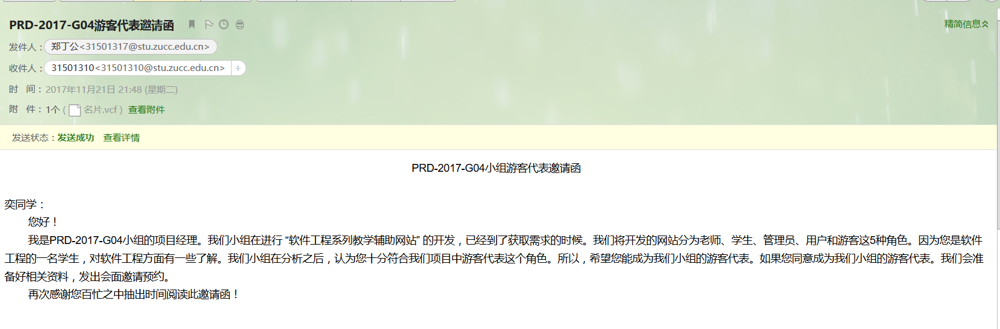 PRD-2017-G04游客代表邀请函
精简信息
发件人：郑丁公<31501317@stu.zucc.edu.cn>
收件人：31501310<31501310@stu.zucc.edu.cn> +
时 间：2017年11月21日 21:48 (星期二)
附 件：1个 ( 名片.vcf ) 查看附件
发送状态：发送成功 查看详情
PRD-2017-G04小组游客代表邀请函
奕同学：
您好！
我是PRD-2017-G04小组的项目经理。我们小组在进行 “软件工程系列教学辅助网站” 的开发，已经到了获取需求的时候。我们将开发的网站分为老师、学生、管理员、用户和游客这5种角色。因为您是软件
工程的一名学生，对软件工程方面有一些了解。我们小组在分析之后，认为您十分符合我们项目中游客代表这个角色。所以，希望您能成为我们小组的游客代表。如果您同意成为我们小组的游客代表。我们会准
备好相关资料，发出会面邀请预约。
再次感谢您百忙之中抽出时间阅读此邀请函！